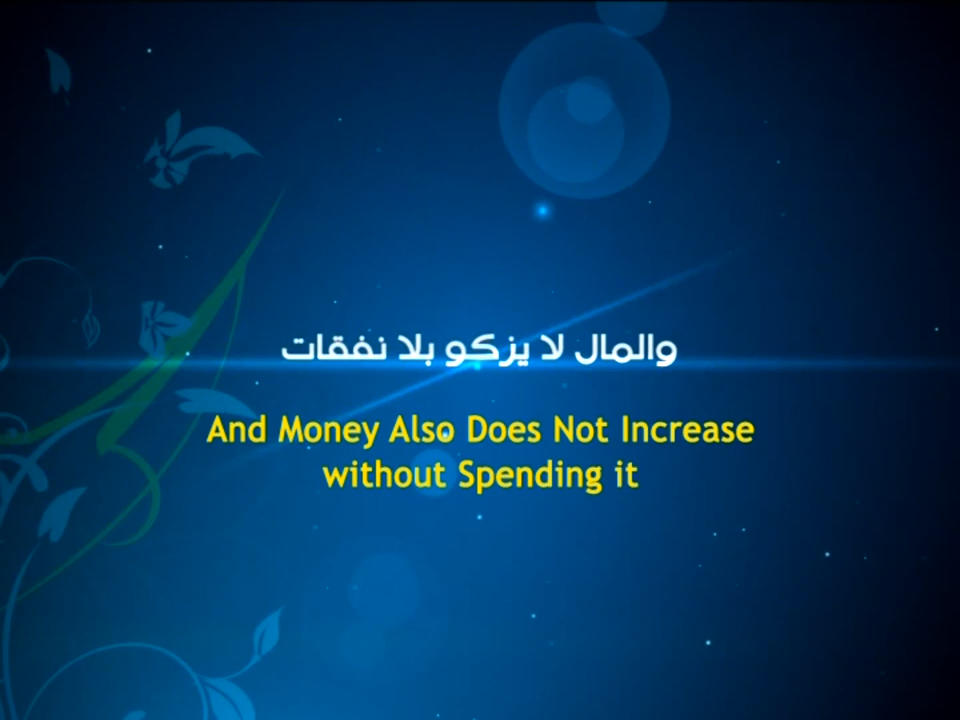 والمال لا يزكو بلا نفقات
And Money Also Does Not Increase
without Spending it